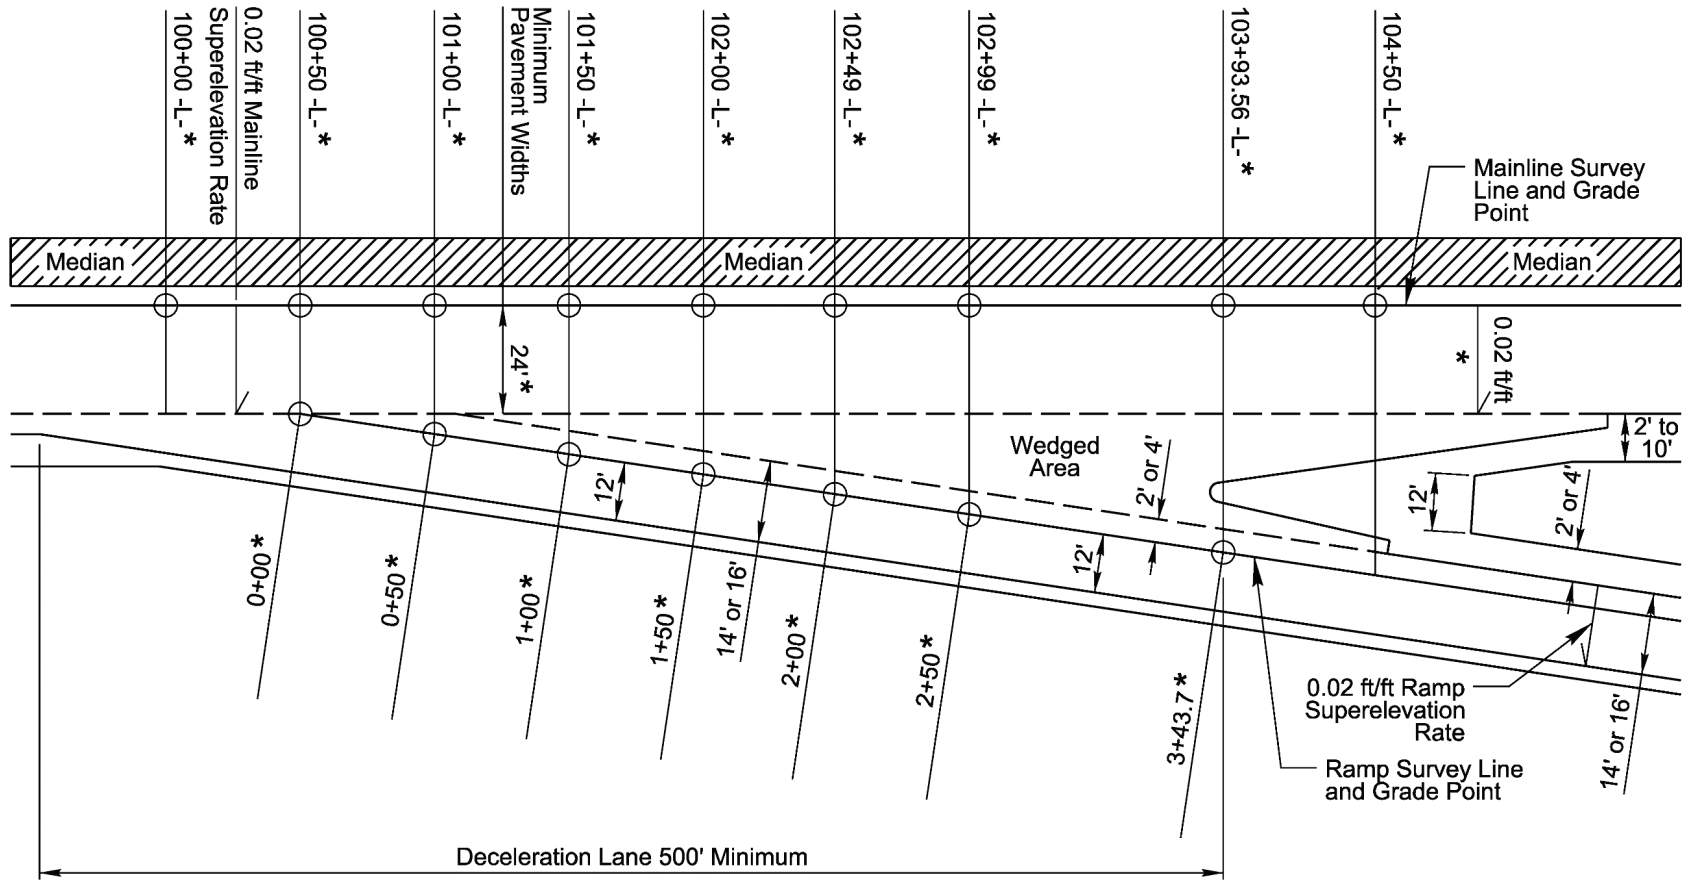 100+00 -L- *
0.02 ft/ft Mainline
Superelevation Rate
100+50 -L- *
101+00 -L- *
Minimum
Pavement Widths
101+50 -L- *
102+00 -L- *
102+49 -L- *
102+99 -L- *
103+93.56 -L- *
104+50 -L- *
Mainline Survey
Line and Grade
Point
Median
Median
Median
24' *
0.02 ft/ft
*
Wedged
Area
2' or 4'
2' to
10'
12'
2' or 4'
12'
14' or 16'
12'
0+00 *
0+50 *
1+00 *
1+50 *
2+00 *
2+50 *
3+43.7 *
0.02 ft/ft Ramp
Superelevation
Rate
14' or 16'
Ramp Survey Line
and Grade Point
Deceleration Lane 500' Minimum